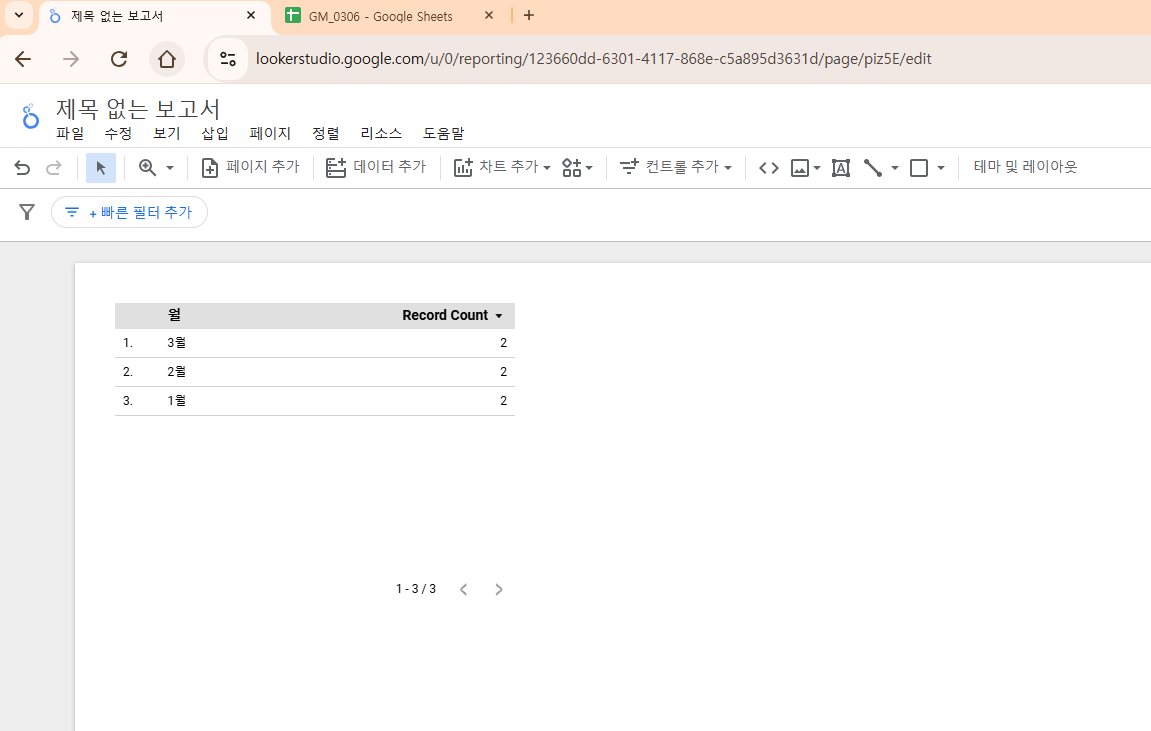 제목 없는 보고서
GM_0306 - Google Sheets
lookerstudio.google.com/u/0/reporting/123660dd-6301-4117-868e-c5a895d3631d/page/piz5E/edit
제목 없는 보고서
파일 수정 보기 삽입 페이지 정렬 리소스 도움말
페이지 추가 데이터 추가 차트 추가 컨트롤 추가 테마 및 레이아웃
+ 빠른 필터 추가
월 Record Count
1. 3월 2
2. 2월 2
3. 1월 2
1 - 3 / 3